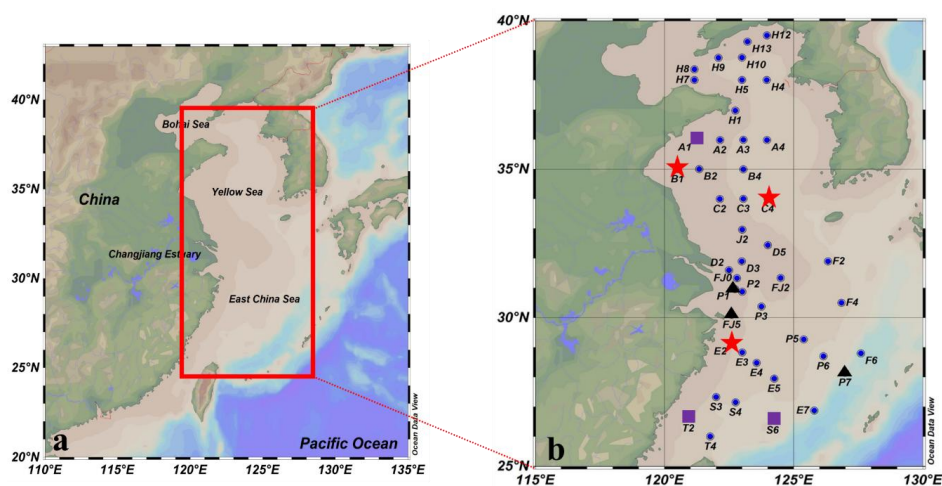 40°N
35°N
30°N
25°N
20°N
110°E
115°E
120°E
125°E
130°E
135°E
Bohai Sea
Yellow Sea
China
Changjiang Estuary
East China Sea
Pacific Ocean
Ocean Data View
a
40°N
35°N
30°N
25°N
115°E
120°E
125°E
130°E
H12
H13
H9
H10
H8
H7
H5
H4
H1
A1
A2
A3
A4
B1
B2
B4
C2
C3
C4
J2
D5
D2
D3
F2
FJ0
P2
FJ2
P1
P3
F4
FJ5
P5
E2
E3
E4
P6
F6
P7
E5
S3
S4
E7
T2
S6
T4
Ocean Data View
b